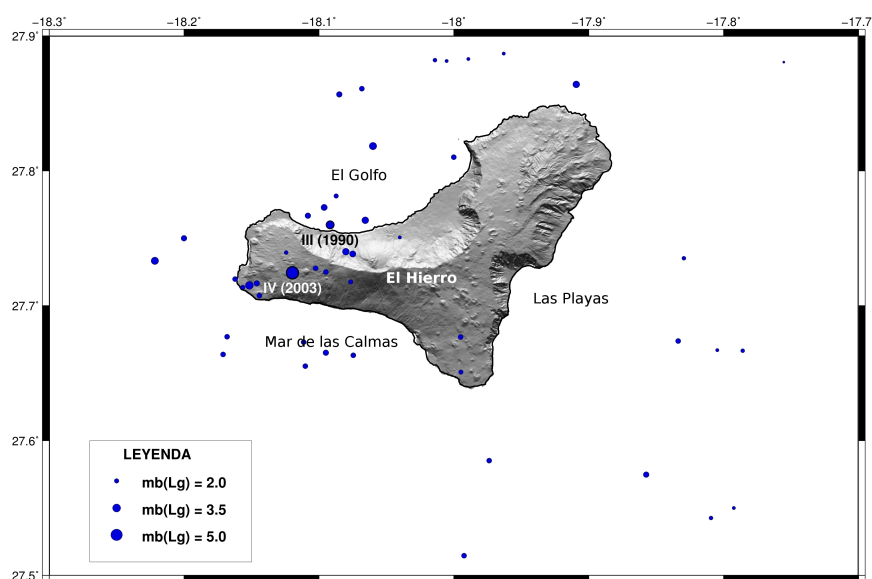 −18.3° −18.2° −18.1° −18° −17.9° −17.8° −17.7
27.9°
27.8°
El Golfo
III (1990)
El Hierro
IV (2003)
Las Playas
27.7°
Mar de las Calmas
27.6°
LEYENDA
mb(Lg) = 2.0
mb(Lg) = 3.5
mb(Lg) = 5.0
27.5°